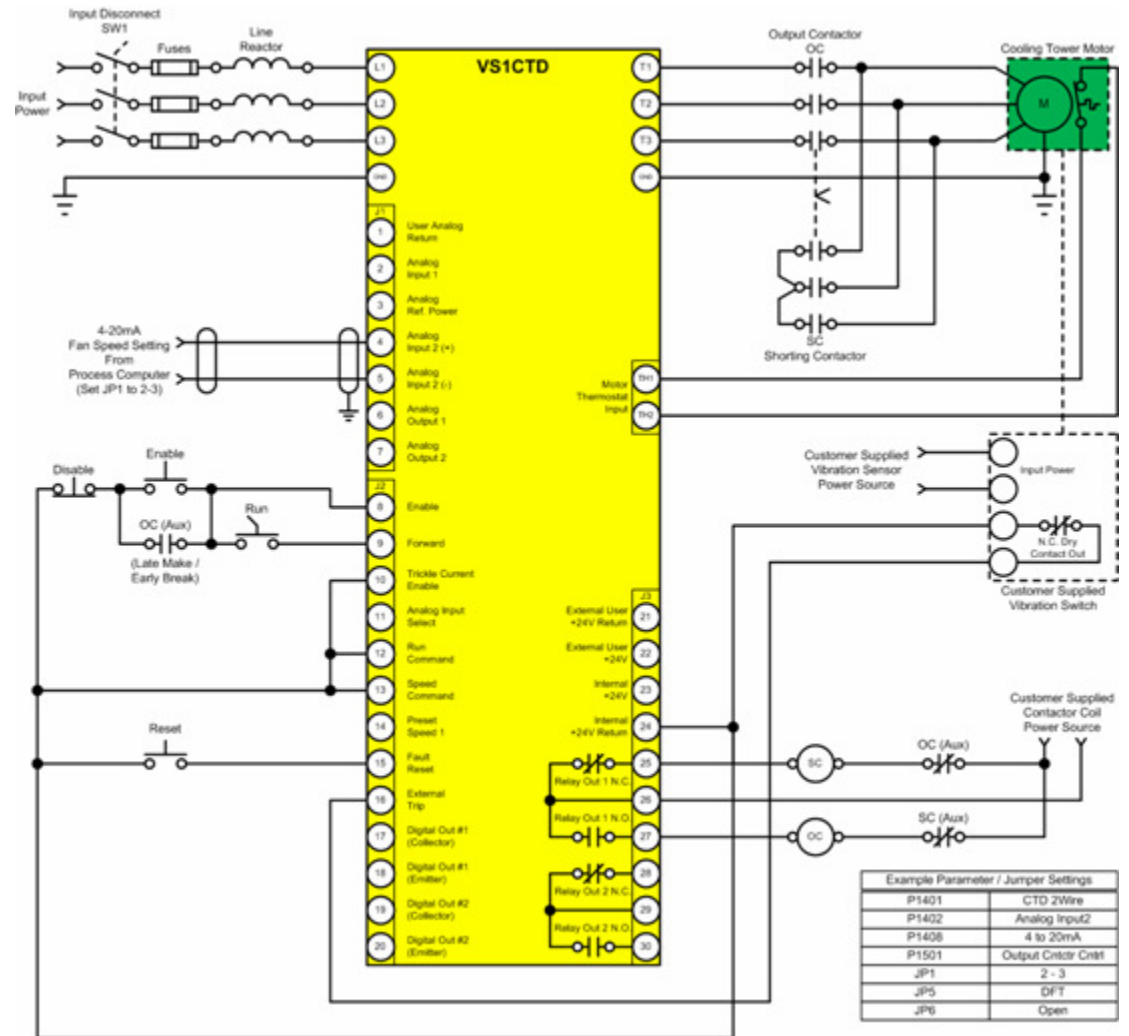 Input Disconnect
SW1
Fuses
Line
Reactor
Input
Power
VS1CTD
L1
L2
L3
GND
T1
T2
T3
GND
Output Contactor
OC
Cooling Tower Motor
M
SC
Shorting Contactor
J1
1
User Analog
Return
2
Analog
Input 1
3
Analog
Ref. Power
4
Analog
Input 2 (+)
5
Analog
Input 2 (-)
6
Analog
Output 1
7
Analog
Output 2
4-20mA
Fan Speed Setting
From
Process Computer
(Set JP1 to 2-3)
Motor
Thermostat
Input
TH1
TH2
Customer Supplied
Vibration Sensor
Power Source
Input Power
N.C. Dry
Contact Out
Customer Supplied
Vibration Switch
Disable
Enable
OC (Aux)
(Late Make /
Early Break)
Run
Reset
J2
8
Enable
9
Forward
10
Trickle Current
Enable
11
Analog Input
Select
12
Run
Command
13
Speed
Command
14
Preset
Speed 1
15
Fault
Reset
16
External
Trip
17
Digital Out #1
(Collector)
18
Digital Out #1
(Emitter)
19
Digital Out #2
(Collector)
20
Digital Out #2
(Emitter)
J3
External User
+24V Return
21
External User
+24V
22
Internal
+24V
23
Internal
+24V Return
24
25
Relay Out 1 N.C.
26
Relay Out 1 N.O.
27
28
Relay Out 2 N.C.
29
Relay Out 2 N.O.
30
Customer Supplied
Contactor Coil
Power Source
SC
OC (Aux)
OC
SC (Aux)
Example Parameter / Jumper Settings
P1401 CTD 2Wire
P1402 Analog Input2
P1408 4 to 20mA
P1501 Output Cntctr Cntrl
JP1 2 - 3
JP5 DFT
JP6 Open